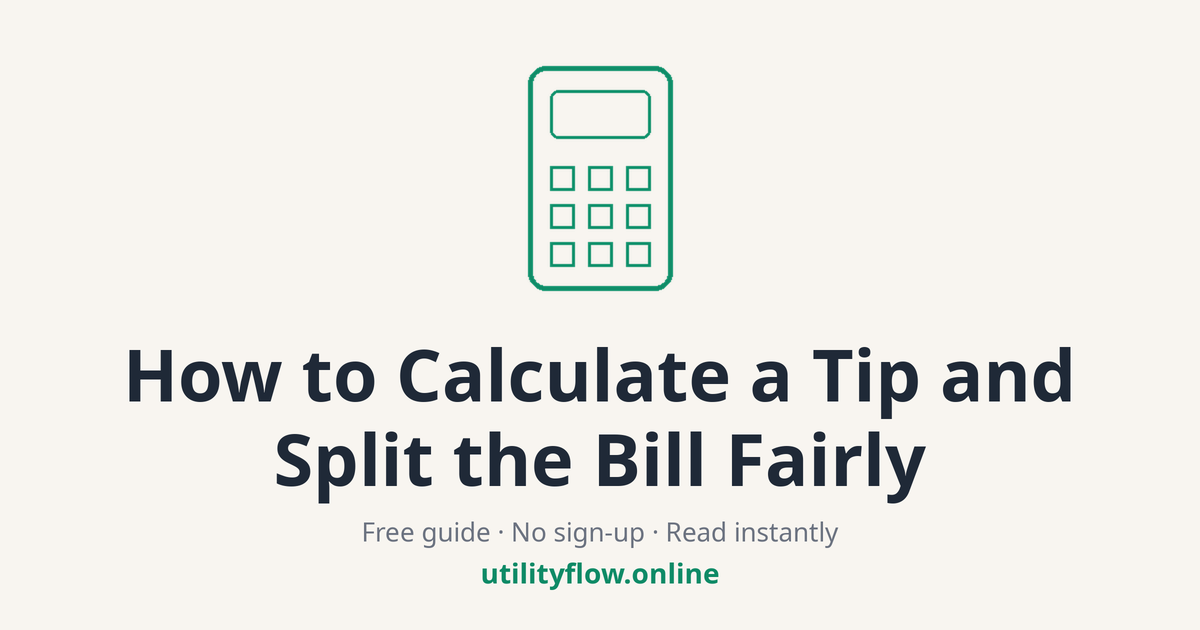 How to Calculate a Tip and
Split the Bill Fairly
Free guide · No sign-up · Read instantly
utilityflow.online